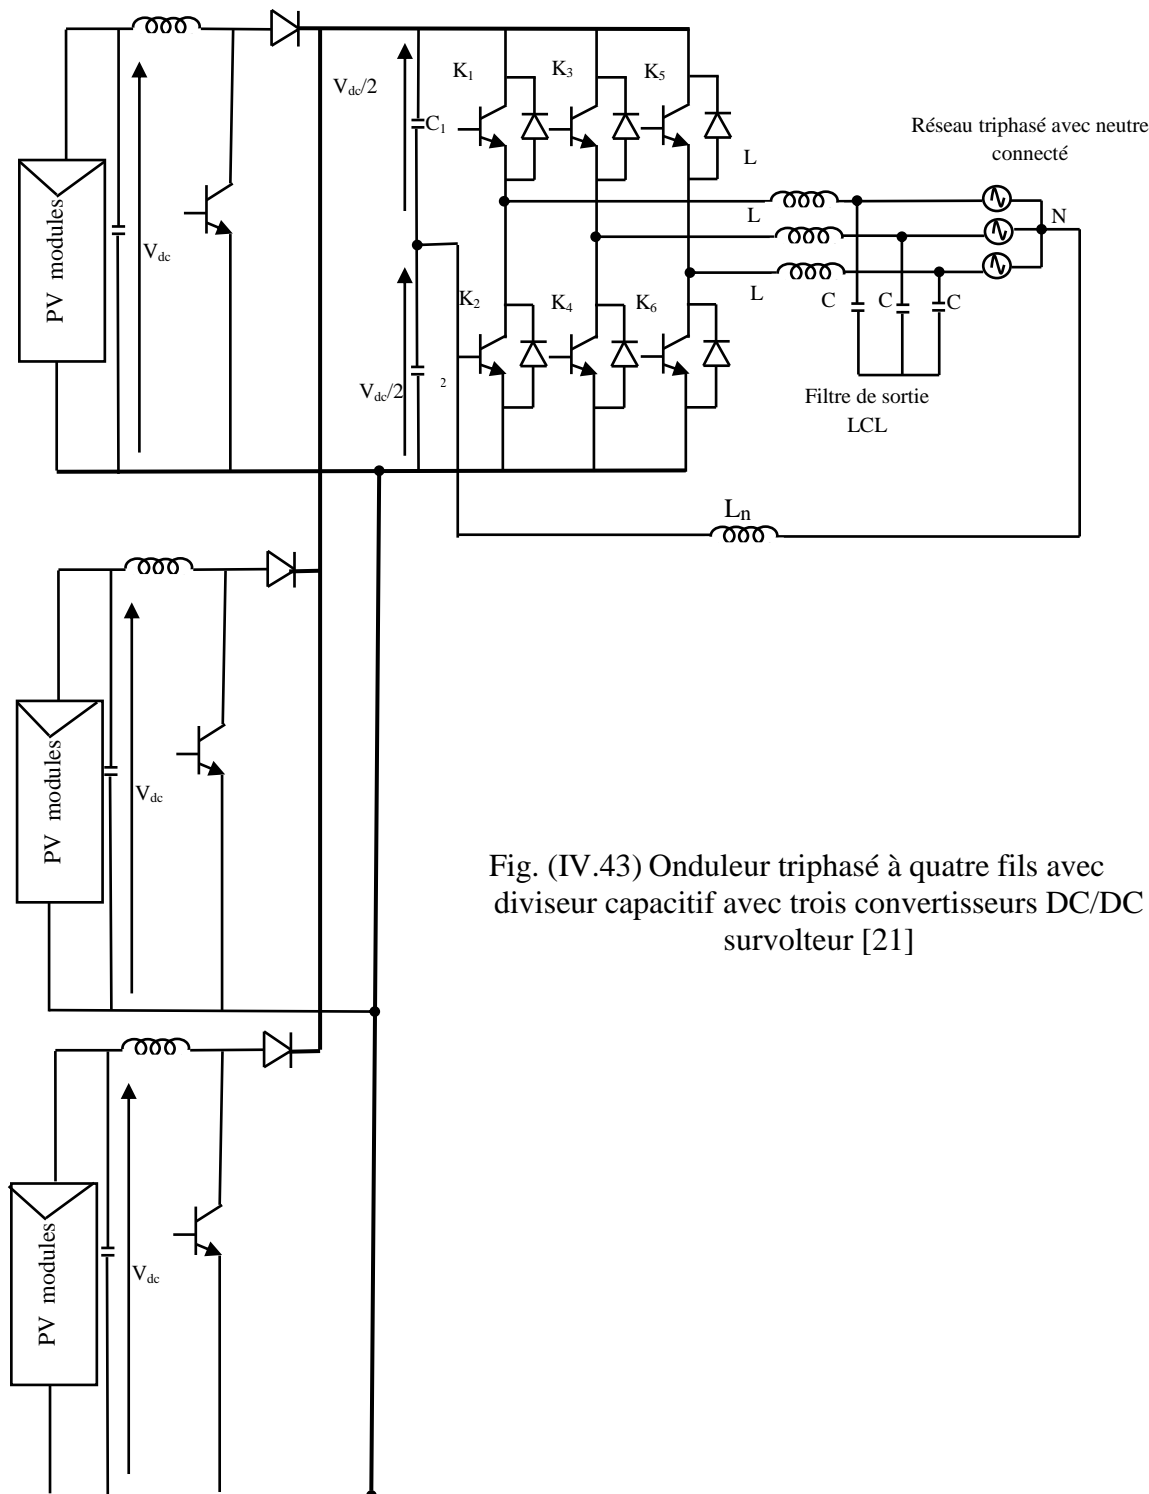 K₁
K₃
K₅
V_dc/2
C₁
Réseau triphasé avec neutre
connecté
L
PV modules
V_dc
L
N
L
K₂
K₄
K₆
C
C
C
V_dc/2
₂
Filtre de sortie
LCL
Lₙ
PV modules
V_dc
Fig. (IV.43) Onduleur triphasé à quatre fils avec
diviseur capacitif avec trois convertisseurs DC/DC
survolteur [21]
PV modules
V_dc